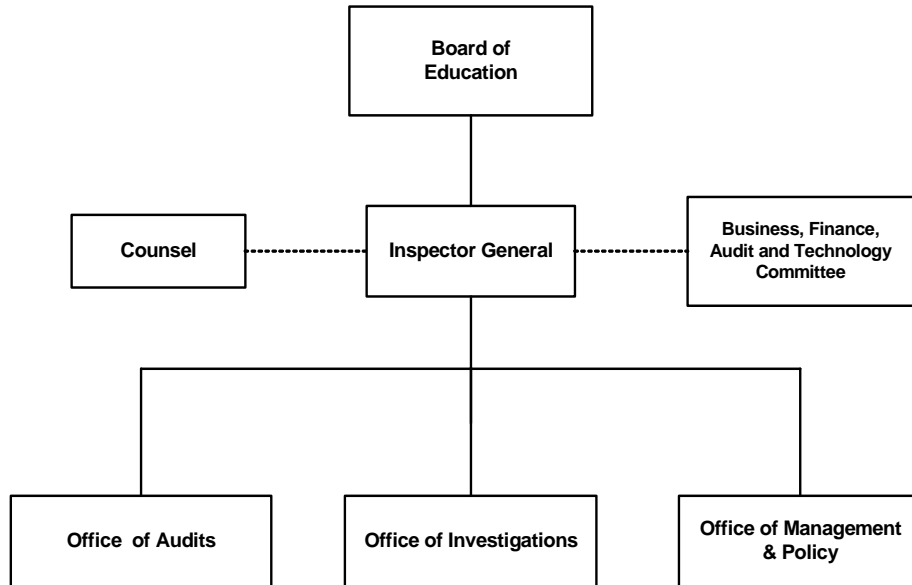 Board of
Education
Counsel
Inspector General
Business, Finance,
Audit and Technology
Committee
Office of Audits
Office of Investigations
Office of Management
& Policy